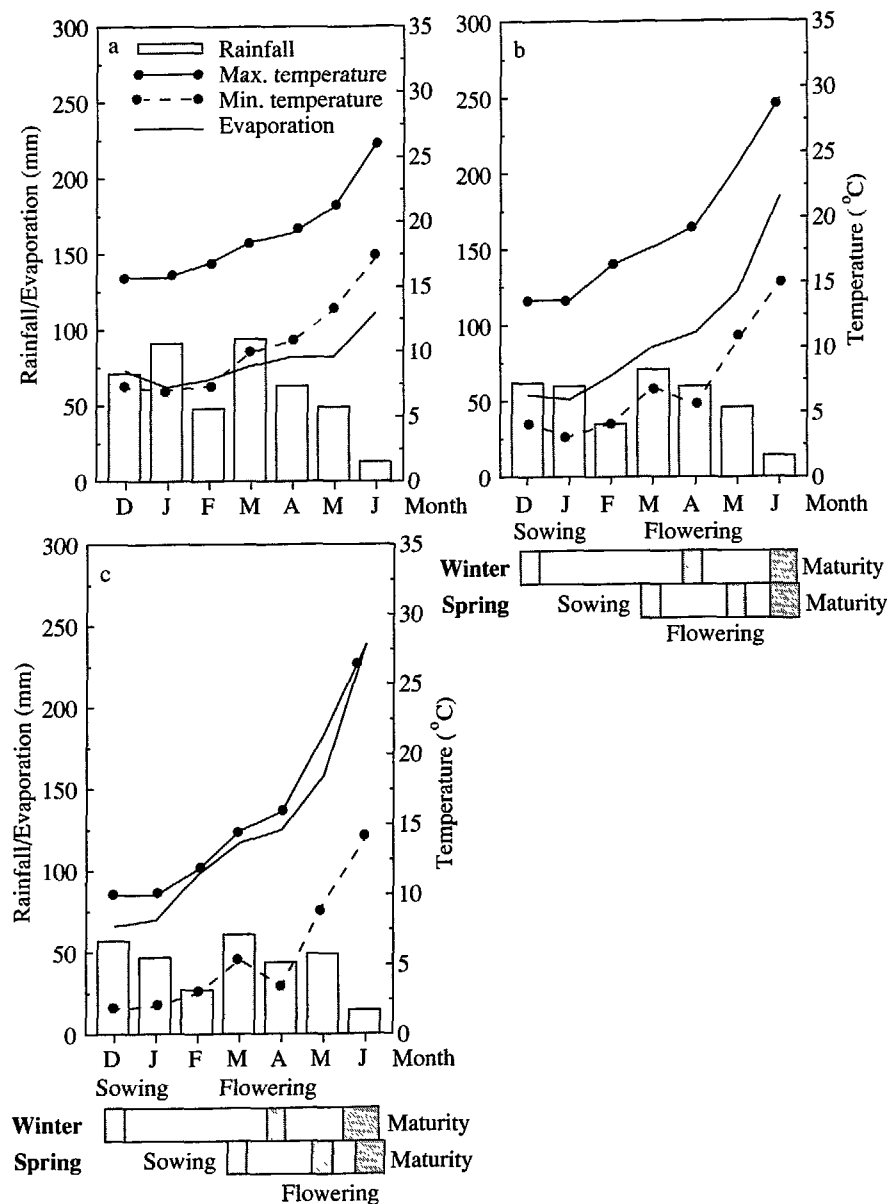 a
Rainfall
Max. temperature
Min. temperature
Evaporation
Rainfall/Evaporation (mm)
300
250
200
150
100
50
0
35
30
25
20
15
10
5
0
D J F M A M J Month
b
300
250
200
150
100
50
0
35
30
25
20
15
10
5
0
Temperature (°C)
D J F M A M J Month
Sowing Flowering
Winter Maturity
Spring Sowing Maturity
Flowering
c
Rainfall/Evaporation (mm)
300
250
200
150
100
50
0
35
30
25
20
15
10
5
0
Temperature (°C)
D J F M A M J Month
Sowing Flowering
Winter Maturity
Spring Sowing Maturity
Flowering